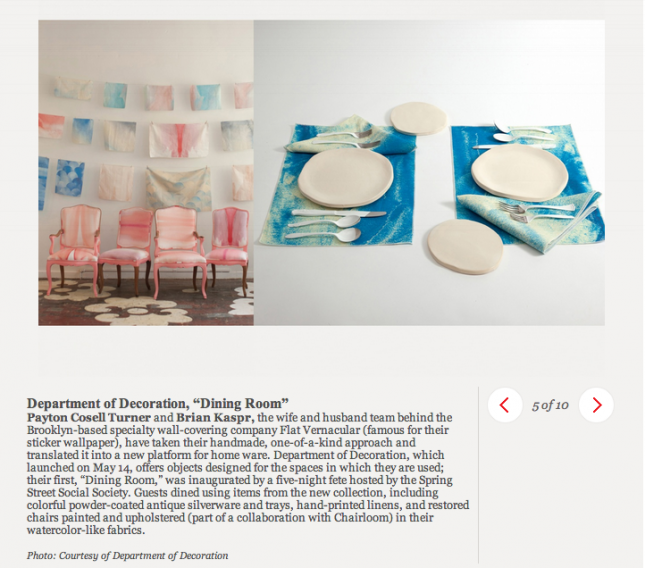 Department of Decoration, “Dining Room”
Payton Cosell Turner and Brian Kaspr, the wife and husband team behind the
Brooklyn-based specialty wall-covering company Flat Vernacular (famous for their
sticker wallpaper), have taken their handmade, one-of-a-kind approach and
translated it into a new platform for home ware. Department of Decoration, which
launched on May 14, offers objects designed for the spaces in which they are used;
their first, “Dining Room,” was inaugurated by a five-night fete hosted by the Spring
Street Social Society. Guests dined using items from the new collection, including
colorful powder-coated antique silverware and trays, hand-printed linens, and restored
chairs painted and upholstered (part of a collaboration with Chairloom) in their
watercolor-like fabrics.
Photo: Courtesy of Department of Decoration
5 of 10